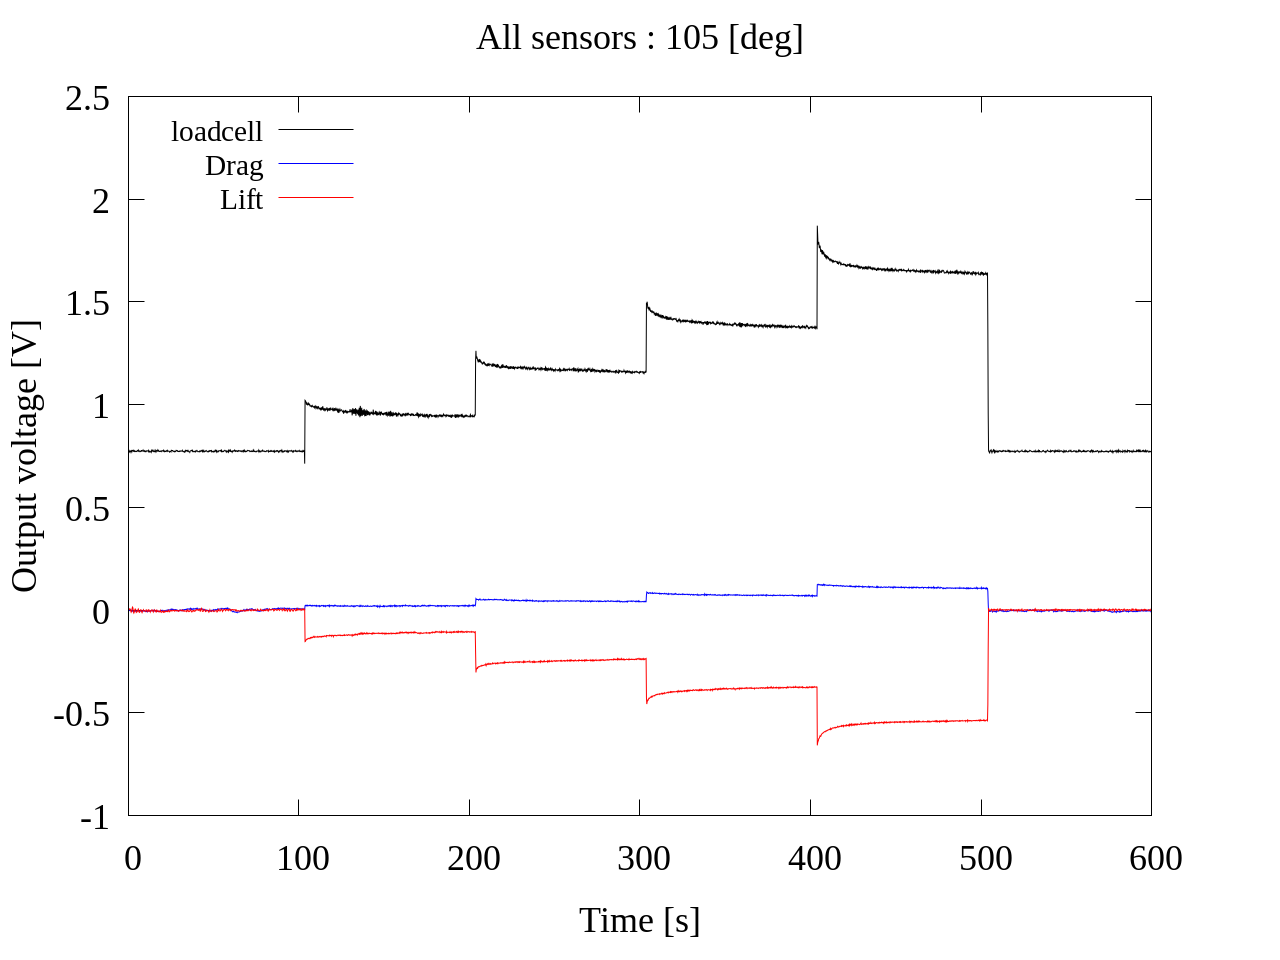 All sensors : 105 [deg]
2.5
2
1.5
1
0.5
0
-0.5
-1
loadcell
Drag
Lift
Output voltage [V]
0 100 200 300 400 500 600
Time [s]